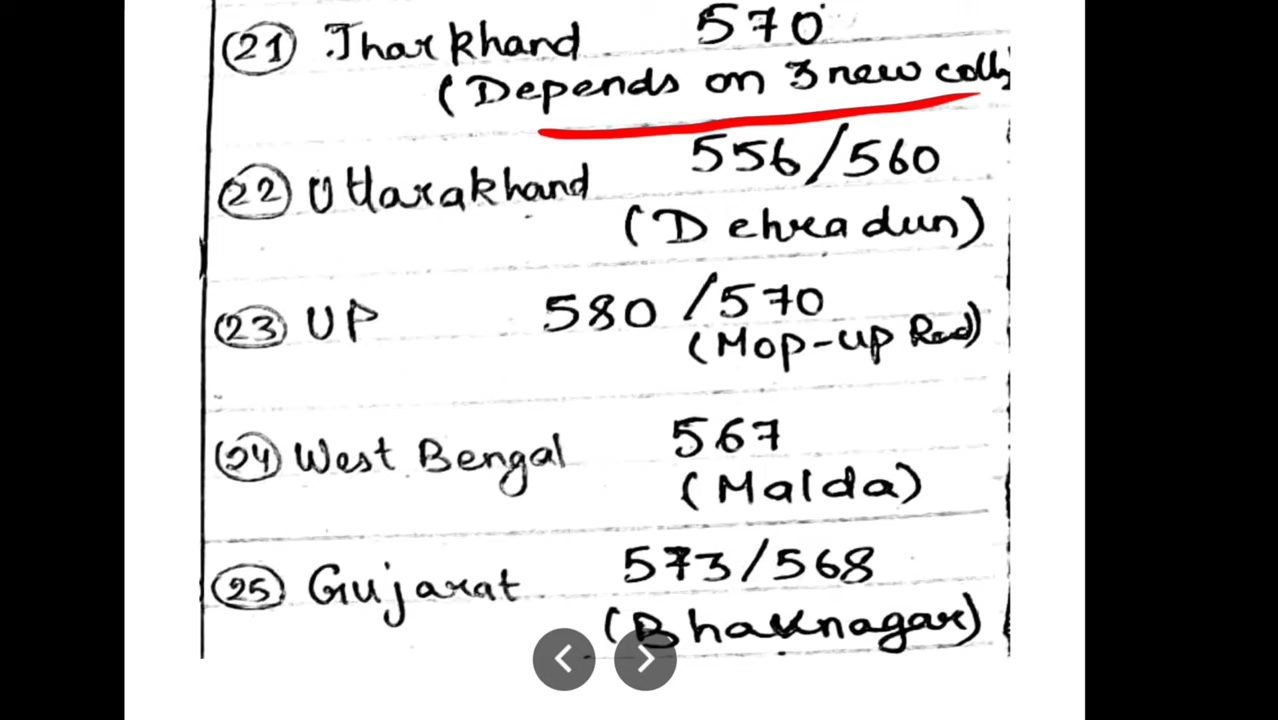 (21) Jharkhand 570
(Depends on 3 new collg
(22) Uttarakhand 556/560
(Dehradun)
(23) UP 580/570
(Mop-up Rnd)
(24) West Bengal 567
(Malda)
(25) Gujarat 573/568
(Bhavnagar)